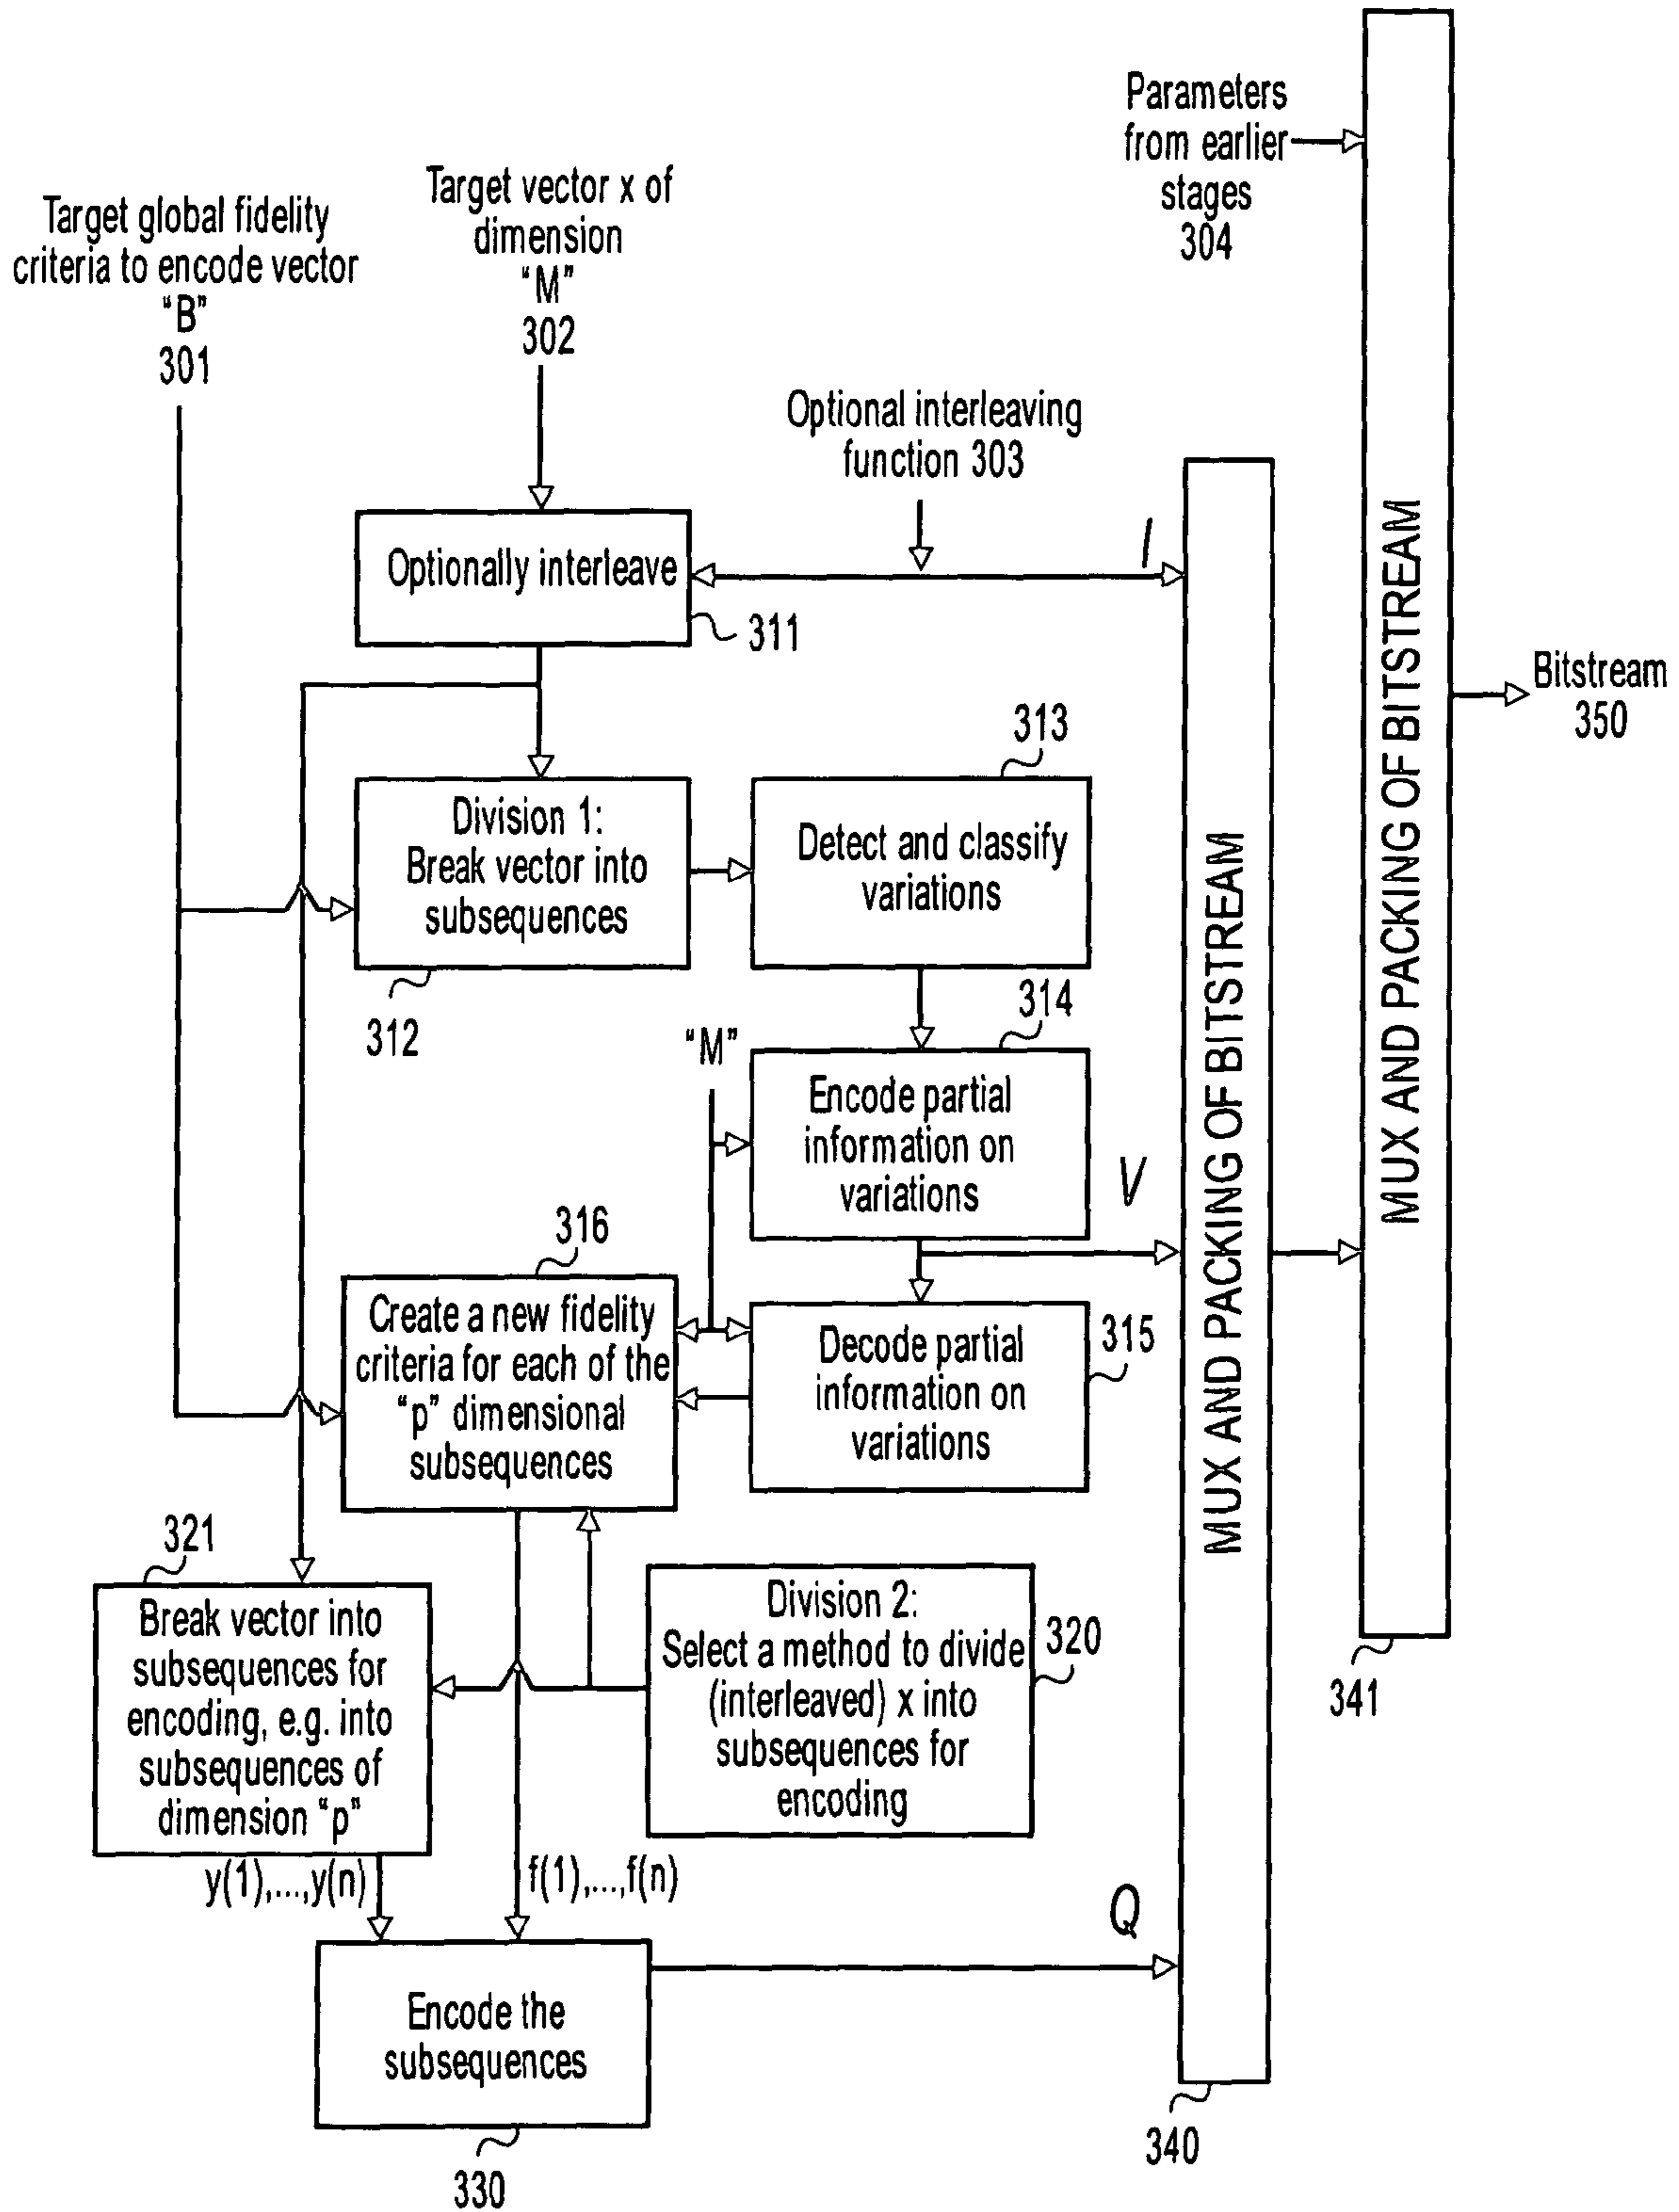 Parameters
from earlier
stages
304
Target vector x of
dimension
“M”
302
Target global fidelity
criteria to encode vector
“B”
301
Optional interleaving
function 303
I
Optionally interleave
311
Bitstream
350
313
Division 1:
Break vector into
subsequences
312
Detect and classify
variations
314
“M”
Encode partial
information on
variations
V
316
Create a new fidelity
criteria for each of the
“p” dimensional
subsequences
Decode partial
information on
variations
315
321
Break vector into
subsequences for
encoding, e.g. into
subsequences of
dimension “p”
Division 2:
Select a method to divide
(interleaved) x into
subsequences for
encoding
320
y(1),...,y(n)
f(1),...,f(n)
Q
Encode the
subsequences
330
MUX AND PACKING OF BITSTREAM
340
MUX AND PACKING OF BITSTREAM
341